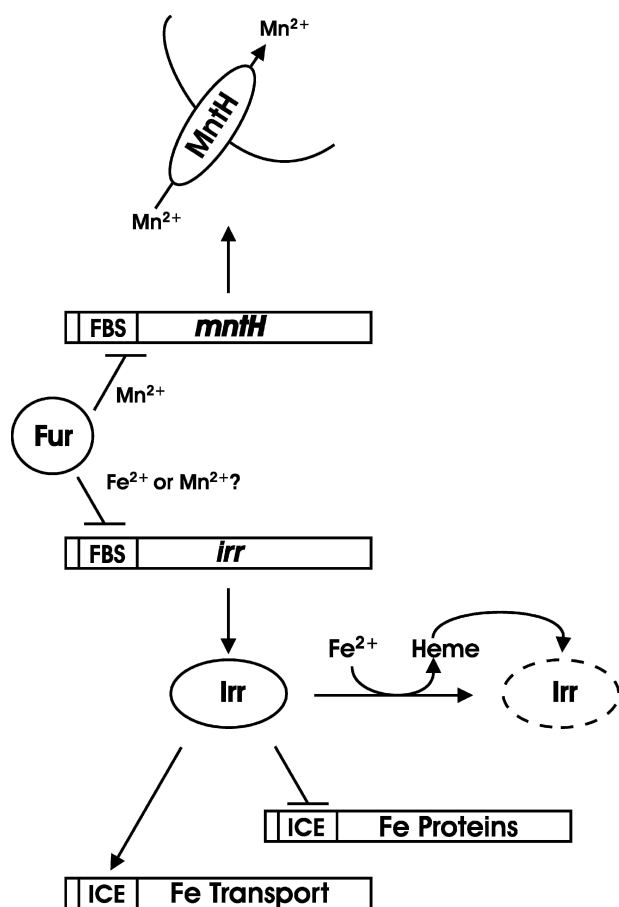 Mn²⁺
MntH
Mn²⁺
FBS mntH
Mn²⁺
Fur
Fe²⁺ or Mn²⁺?
FBS irr
Fe²⁺ Heme
Irr Irr
ICE Fe Proteins
ICE Fe Transport